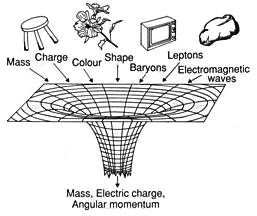 Mass Charge Colour Shape Baryons Leptons Electromagnetic
waves
Mass, Electric charge,
Angular momentum